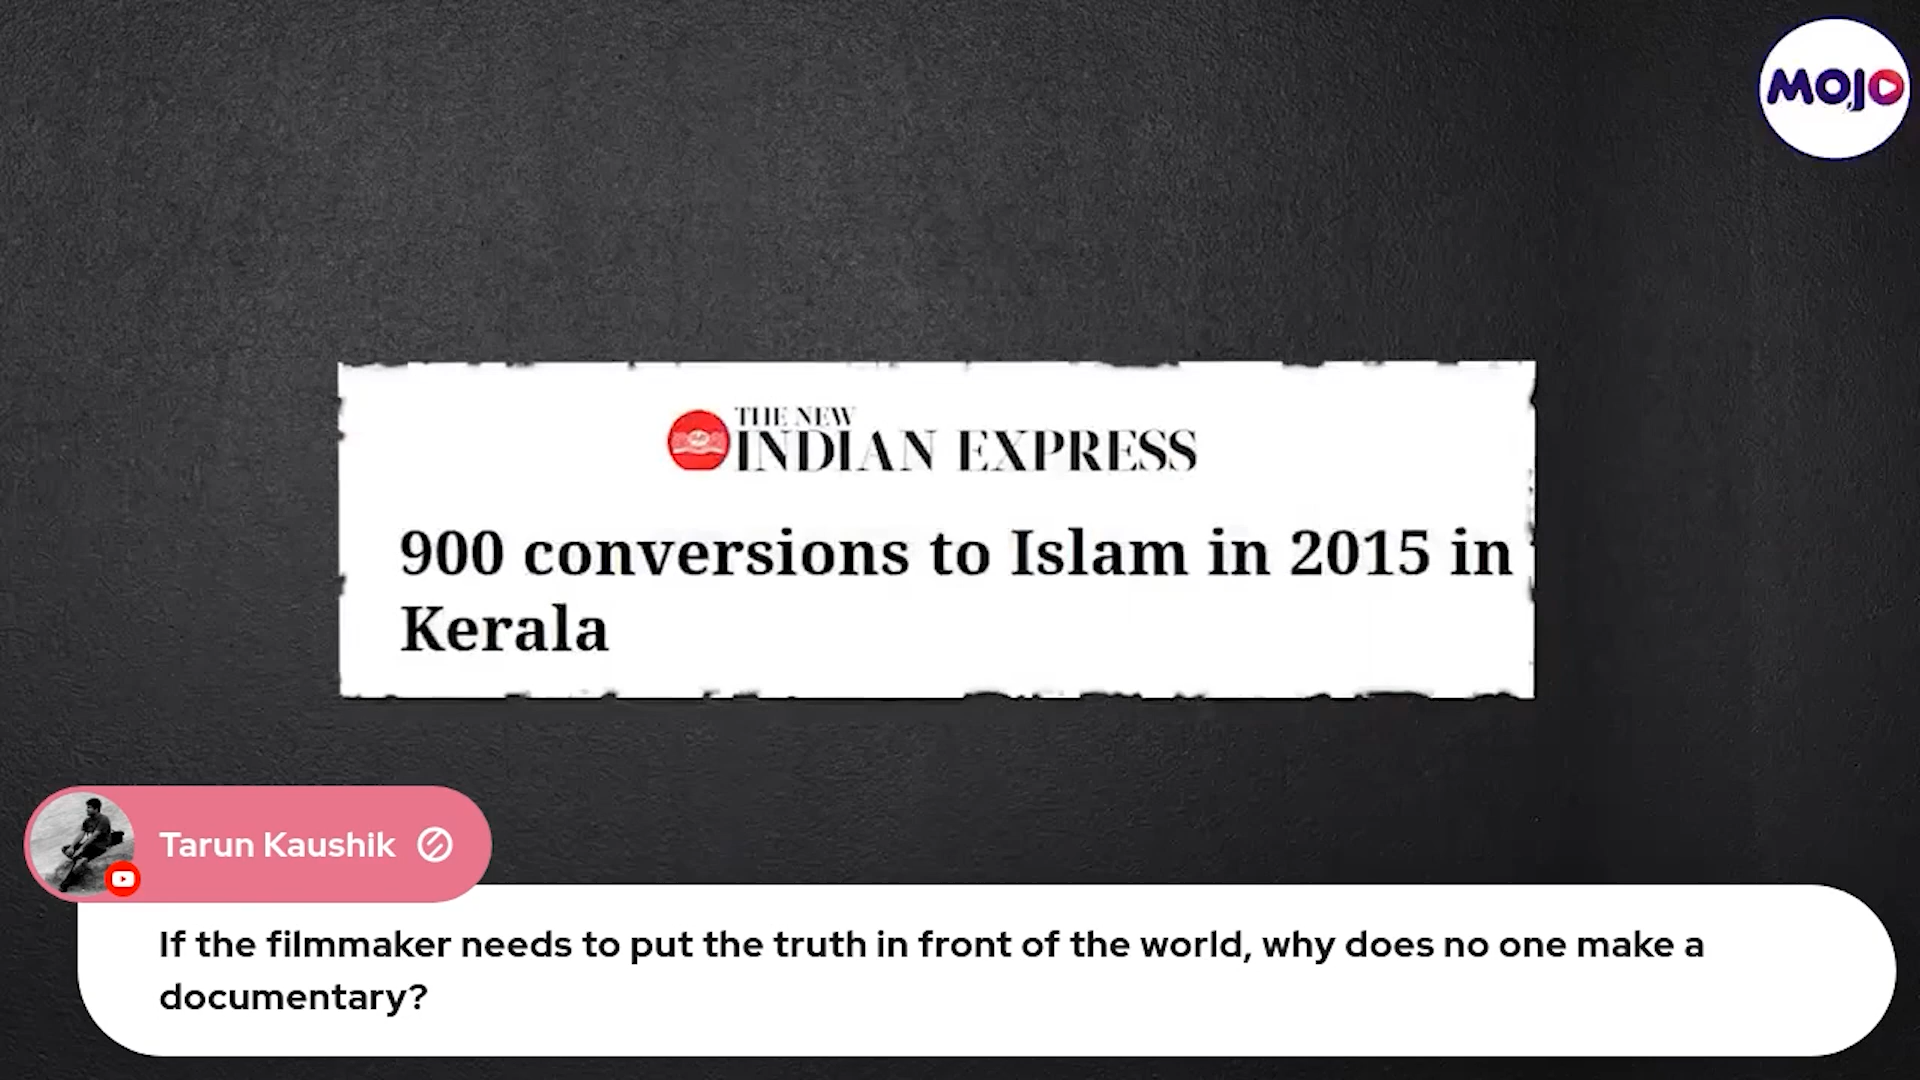 MOJO
THE NEW
INDIAN EXPRESS
900 conversions to Islam in 2015 in
Kerala
Tarun Kaushik
If the filmmaker needs to put the truth in front of the world, why does no one make a
documentary?